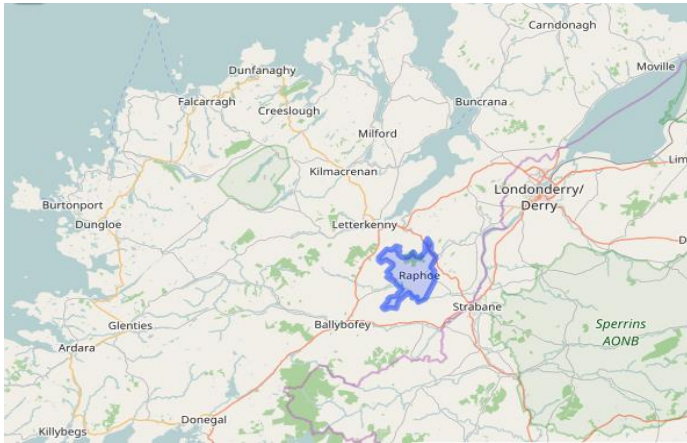 Carndonagh
Moville
Dunfanaghy
Falcarragh
Creeslough
Buncrana
Milford
Kilmacrenan
Londonderry/
Derry
Burtonport
Dungloe
Letterkenny
Raphoe
Strabane
Glenties
Ballybofey
Sperrins
AONB
Ardara
Donegal
Killybegs